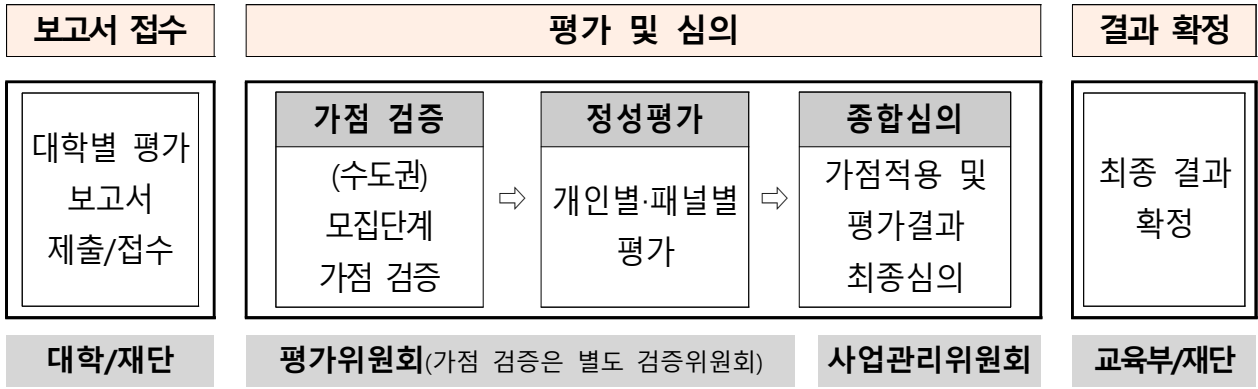 보고서 접수
평가 및 심의
결과 확정
대학별 평가
보고서
제출/접수
가점 검증
(수도권)
모집단계
가점 검증
⇨
정성평가
개인별·패널별
평가
⇨
종합심의
가점적용 및
평가결과
최종심의
최종 결과
확정
대학/재단
평가위원회(가점 검증은 별도 검증위원회)
사업관리위원회
교육부/재단